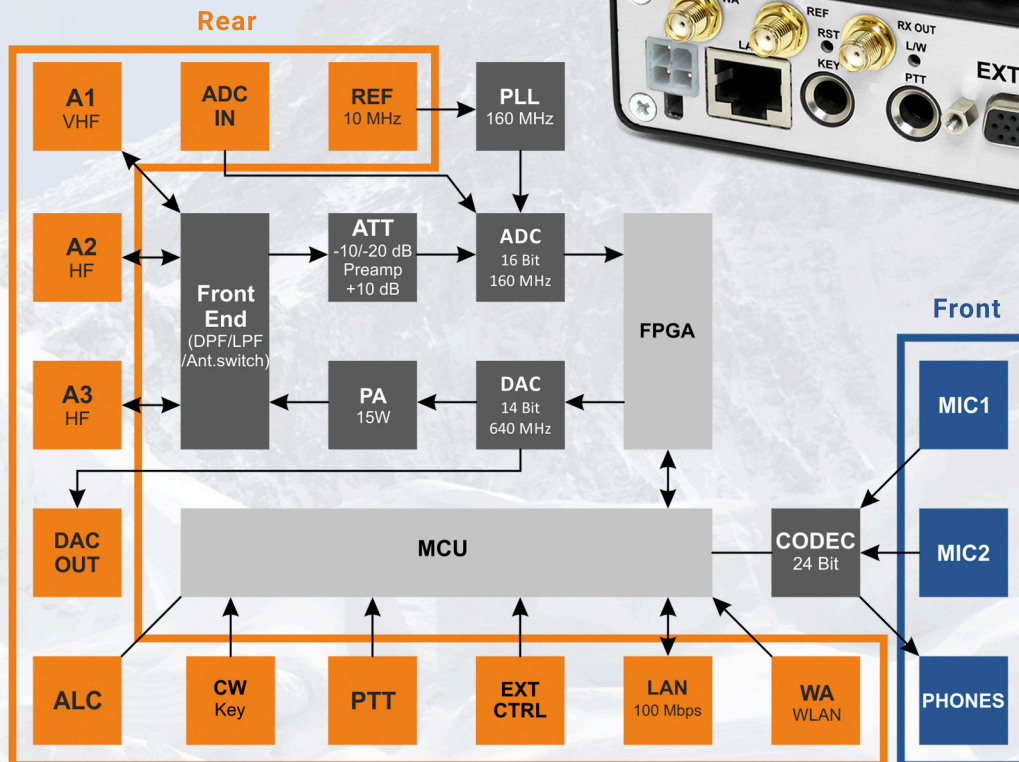 Rear
A1
VHF
ADC
IN
REF
10 MHz
PLL
160 MHz
A2
HF
Front
End
(DPF/LPF
/Ant.switch)
ATT
-10/-20 dB
Preamp
+10 dB
ADC
16 Bit
160 MHz
FPGA
A3
HF
PA
15W
DAC
14 Bit
640 MHz
DAC
OUT
MCU
CODEC
24 Bit
Front
MIC1
MIC2
PHONES
ALC
CW
Key
PTT
EXT
CTRL
LAN
100 Mbps
WA
WLAN
WA
REF
RX OUT
RST
L/W
KEY
PTT
EXT